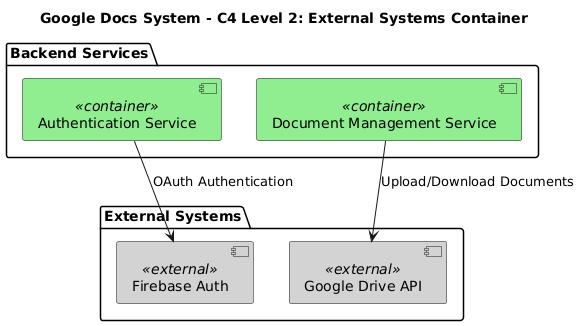 Google Docs System - C4 Level 2: External Systems Container
Backend Services
«container»
Authentication Service
«container»
Document Management Service
OAuth Authentication
Upload/Download Documents
External Systems
«external»
Firebase Auth
«external»
Google Drive API